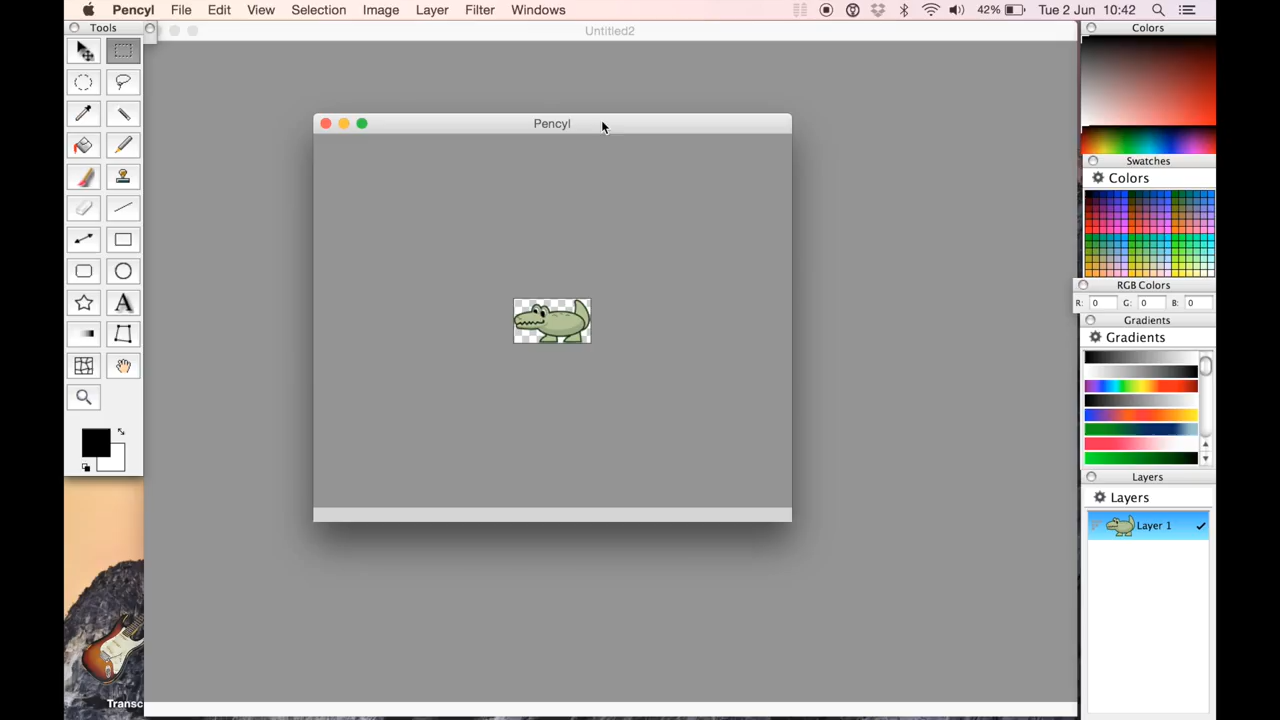 Pencyl File Edit View Selection Image Layer Filter Windows 42% Tue 2 Jun 10:42
Tools
Untitled2
Pencyl
A
Transc
Colors
Swatches
Colors
RGB Colors
R: 0 G: 0 B: 0
Gradients
Gradients
Layers
Layers
Layer 1